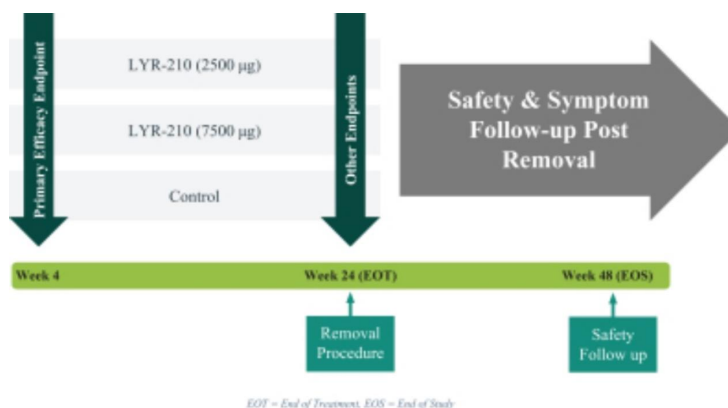 Primary Efficacy Endpoint
LYR-210 (2500 μg)
LYR-210 (7500 μg)
Control
Other Endpoints
Safety & Symptom
Follow-up Post
Removal
Week 4
Week 24 (EOT)
Week 48 (EOS)
Removal
Procedure
Safety
Follow up
EOT = End of Treatment, EOS = End of Study